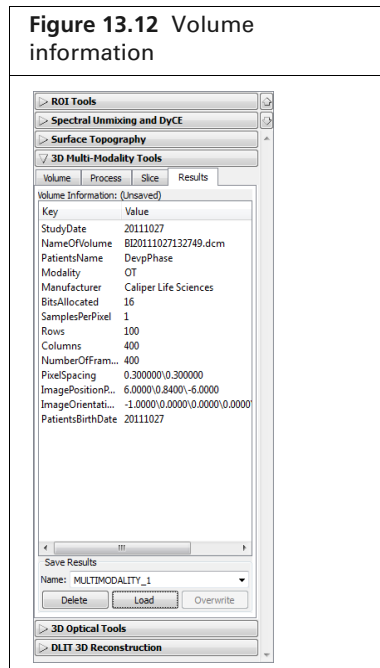 Figure 13.12 Volume
information
ROI Tools
Spectral Unmixing and DyCE
Surface Topography
3D Multi-Modality Tools
Volume Process Slice Results
Volume Information: (Unsaved)
Key Value
StudyDate 20111027
NameOfVolume BI20111027132749.dcm
PatientsName DevpPhase
Modality OT
Manufacturer Caliper Life Sciences
BitsAllocated 16
SamplesPerPixel 1
Rows 100
Columns 400
NumberOfFram... 400
PixelSpacing 0.300000\0.300000
ImagePositionP... 6.0000\0.8400\-6.0000
ImageOrientati... -1.0000\0.0000\0.0000\0.0000\
PatientsBirthDate 20111027
Save Results
Name: MULTIMODALITY_1
Delete Load Overwrite
3D Optical Tools
DLIT 3D Reconstruction